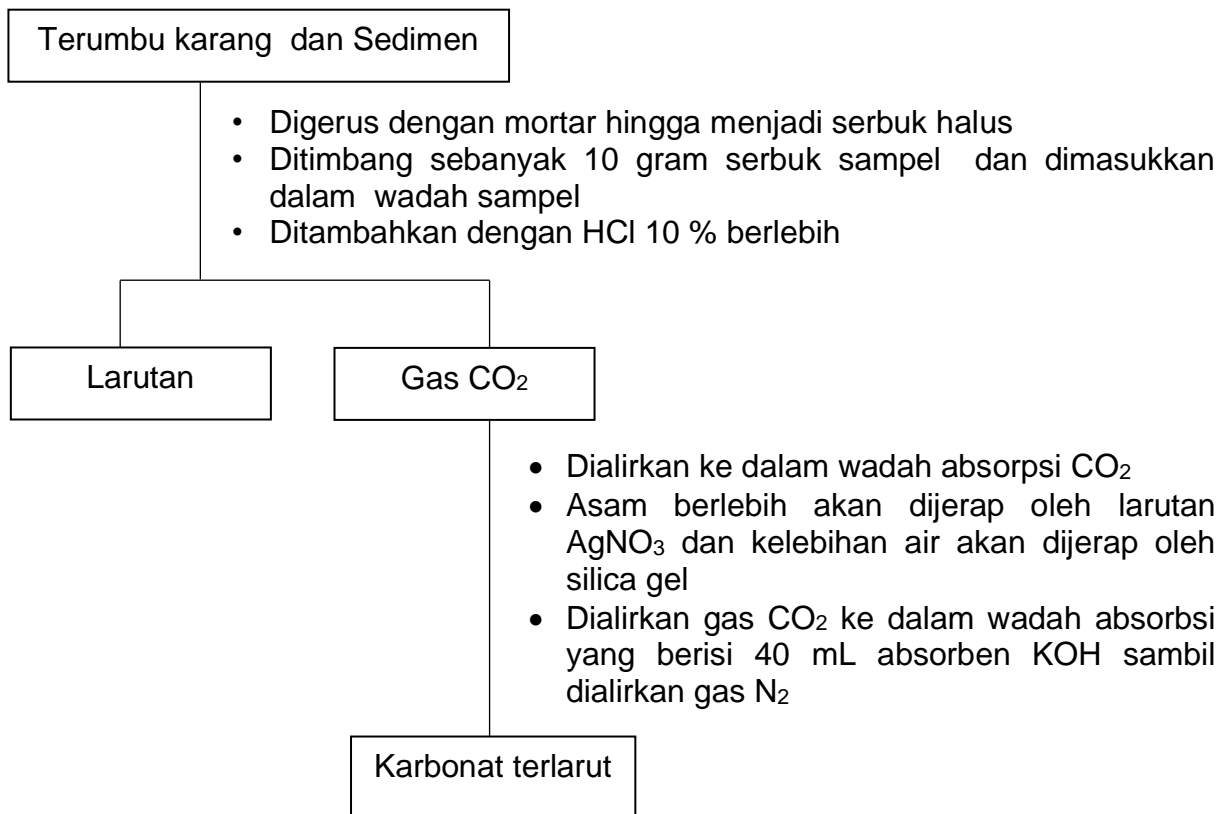 Terumbu karang dan Sedimen
• Digerus dengan mortar hingga menjadi serbuk halus
• Ditimbang sebanyak 10 gram serbuk sampel dan dimasukkan
dalam wadah sampel
• Ditambahkan dengan HCl 10 % berlebih
Larutan
Gas CO₂
• Dialirkan ke dalam wadah absorpsi CO₂
• Asam berlebih akan dijerap oleh larutan
AgNO₃ dan kelebihan air akan dijerap oleh
silica gel
• Dialirkan gas CO₂ ke dalam wadah absorbsi
yang berisi 40 mL absorben KOH sambil
dialirkan gas N₂
Karbonat terlarut